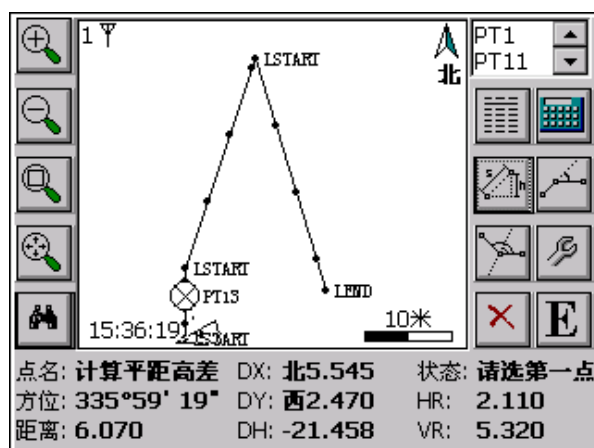 1
LSTART
北
PT1
PT11
LSTART
PT13
LEND
15:36:19
10米
E
点名: 计算平距高差 DX: 北5.545 状态: 请选第一点
方位: 335°59' 19" DY: 西2.470 HR: 2.110
距离: 6.070 DH: -21.458 VR: 5.320